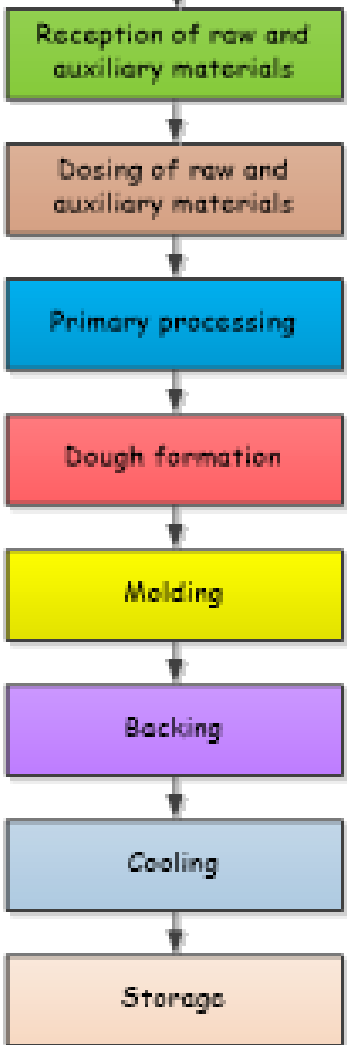 Reception of raw and
auxiliary materials
Dosing of raw and
auxiliary materials
Primary processing
Dough formation
Molding
Backing
Cooling
Storage